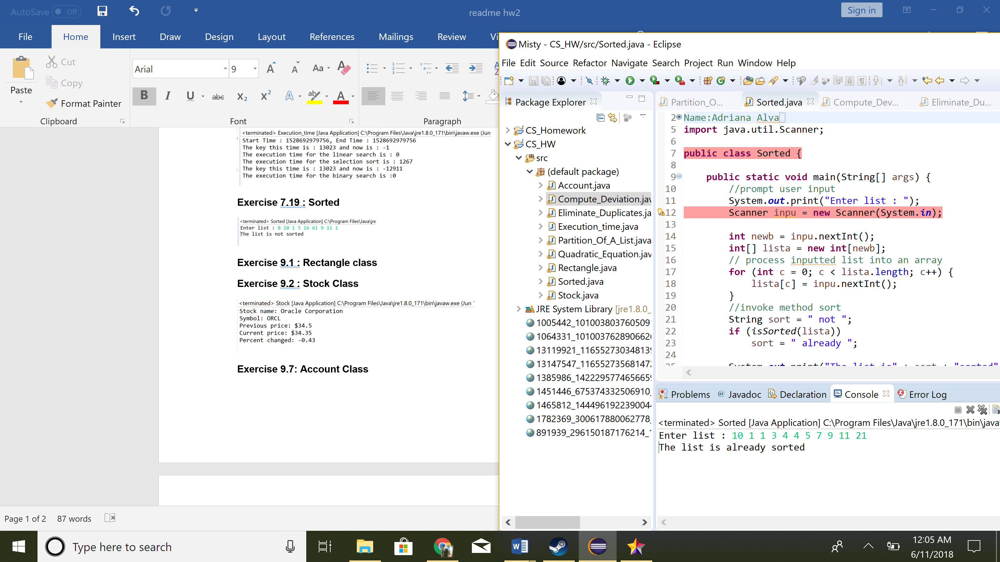 AutoSave Off
readme hw2
Sign in
File Home Insert Draw Design Layout References Mailings Review Vi
Paste
Cut
Copy
Format Painter
Clipboard
Arial 9
Font
Paragraph
<terminated> Execution_time [Java Application] C:\Program Files\Java\jre1.8.0_171\bin\javaw.exe (Jun
Start Time : 1528692979756, End Time : 1528692979756
The key this time is : 13023 and now is : -1
The execution time for the linear search is : 0
The execution time for the selection sort is : 1267
The key this time is : 13023 and now is : -12911
The execution time for the binary search is :0
Exercise 7.19 : Sorted
<terminated> Sorted [Java Application] C:\Program Files\Java\jre
Enter list : 8 10 1 5 16 61 9 11 1
The list is not sorted
Exercise 9.1 : Rectangle class
Exercise 9.2 : Stock Class
<terminated> Stock [Java Application] C:\Program Files\Java\jre1.8.0_171\bin\javaw.exe (Jun
Stock name: Oracle Corporation
Symbol: ORCL
Previous price: $34.5
Current price: $34.35
Percent changed: -0.43
Exercise 9.7: Account Class
Page 1 of 2 87 words
Misty - CS_HW/src/Sorted.java - Eclipse
File Edit Source Refactor Navigate Search Project Run Window Help
Package Explorer
CS_Homework
CS_HW
src
(default package)
Account.java
Compute_Deviation.jav
Eliminate_Duplicates.ja
Execution_time.java
Partition_Of_A_List.java
Quadratic_Equation.jav
Rectangle.java
Sorted.java
Stock.java
JRE System Library [jre1.8.0_
1005442_101003803760509
1064331_101003762890662
13119921_11655273034813
13147547_11655273568147
1385986_142229577465665
1451446_675374332506910_
1465812_144496192239004
1782369_300617880062778_
891939_296150187176214_
Partition_O... Sorted.java Compute_Dev... Eliminate_Du...
2 Name:Adriana Alva
5 import java.util.Scanner;
6
7 public class Sorted {
8
9 public static void main(String[] args) {
10 //prompt user input
11 System.out.print("Enter list : ");
12 Scanner inpu = new Scanner(System.in);
13
14 int newb = inpu.nextInt();
15 int[] lista = new int[newb];
16 // process inputted list into an array
17 for (int c = 0; c < lista.length; c++) {
18 lista[c] = inpu.nextInt();
19 }
20 //invoke method sort
21 String sort = " not ";
22 if (isSorted(lista))
23 sort = " already ";
24
25 System.out.print("The list is" + sort + "sorted"
Problems Javadoc Declaration Console Error Log
<terminated> Sorted [Java Application] C:\Program Files\Java\jre1.8.0_171\bin\java
Enter list : 10 1 1 3 4 4 5 7 9 11 21
The list is already sorted
Type here to search
12:05 AM
6/11/2018